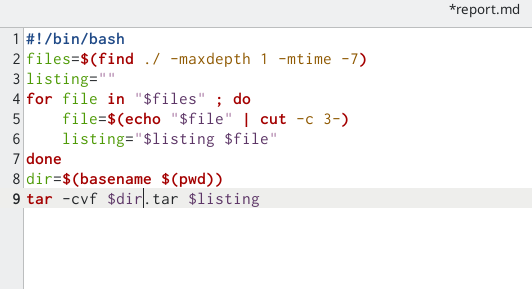 *report.md
1 #!/bin/bash
2 files=$(find ./ -maxdepth 1 -mtime -7)
3 listing=""
4 for file in "$files" ; do
5     file=$(echo "$file" | cut -c 3-)
6     listing="$listing $file"
7 done
8 dir=$(basename $(pwd))
9 tar -cvf $dir.tar $listing